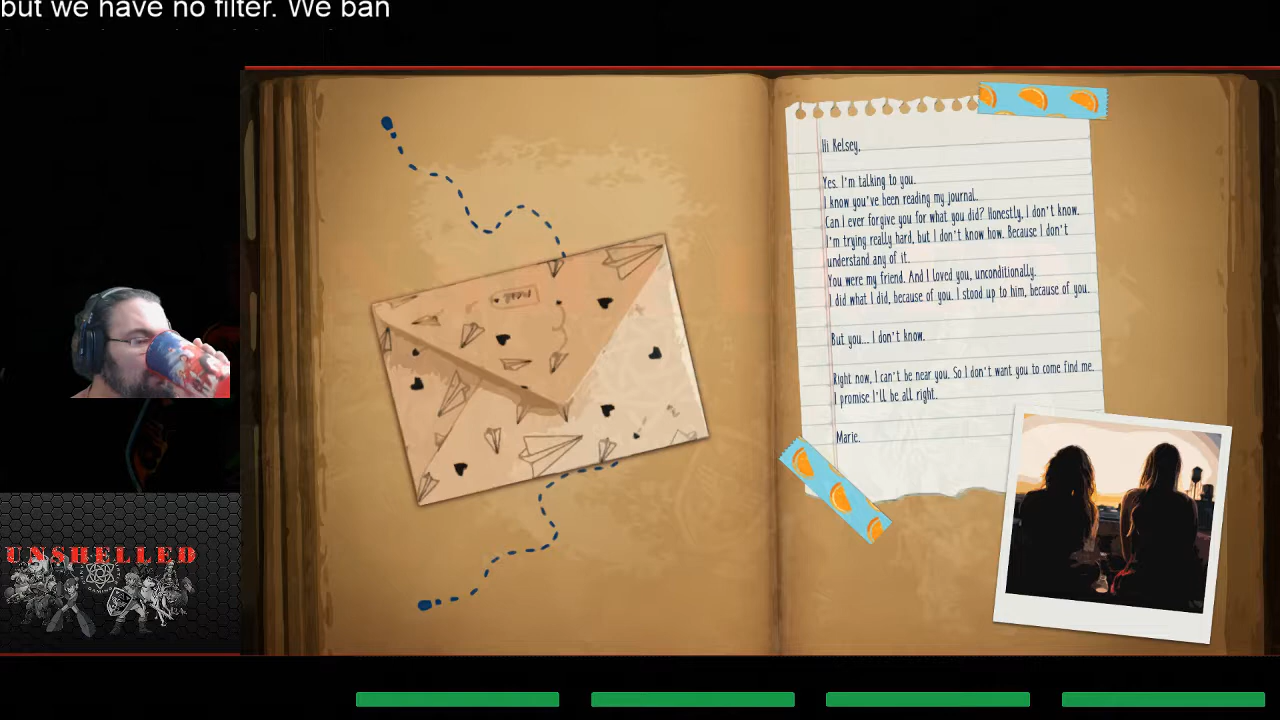 but we have no filter. We ban
Hi Kelsey,
Yes. I'm talking to you.
I know you've been reading my journal.
Can I ever forgive you for what you did? Honestly, I don't know.
I'm trying really hard, but I don't know how. Because I don't
understand any of it.
You were my friend. And I loved you, unconditionally.
I did what I did, because of you. I stood up to him, because of you.
But you... I don't know.
Right now, I can't be near you. So I don't want you to come find me.
I promise I'll be all right.
Marie.
UNSHELLED